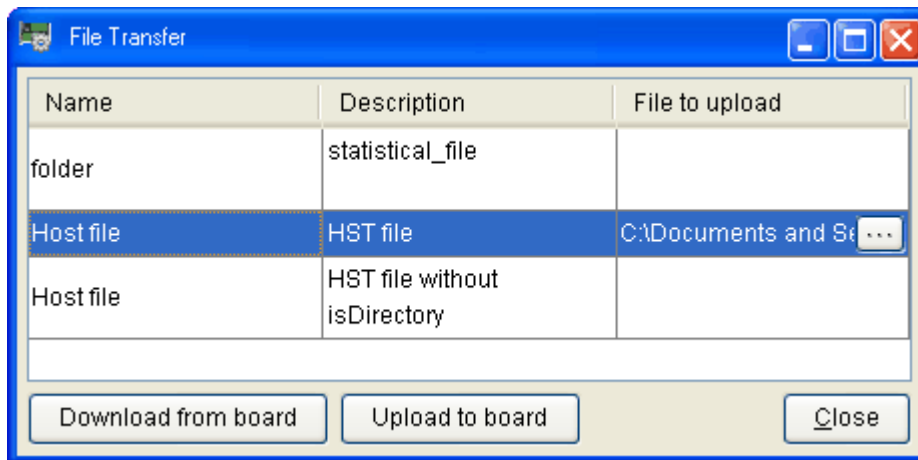 File Transfer
Name Description File to upload
folder statistical_file
Host file HST file C:\Documents and Se ...
Host file HST file without
isDirectory
Download from board Upload to board Close